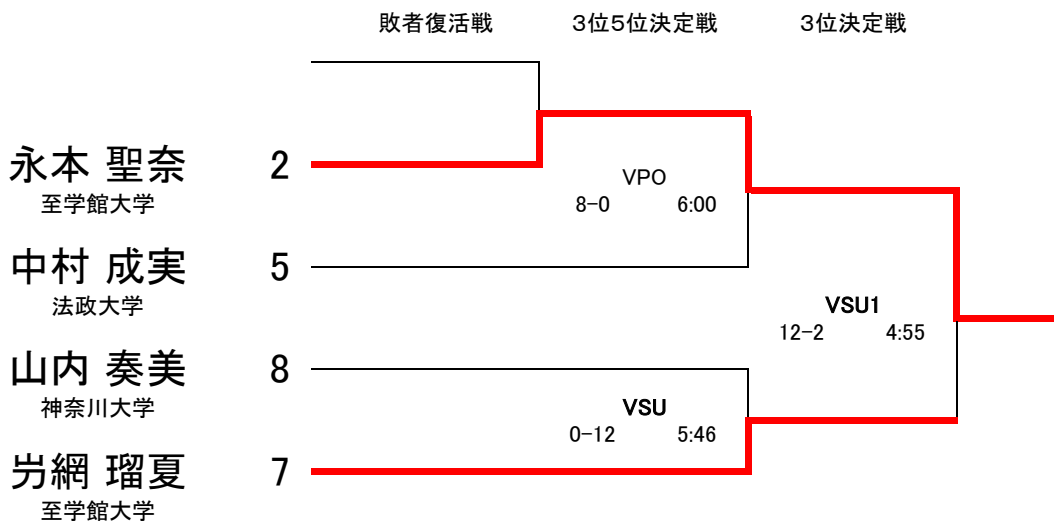 敗者復活戦 3位5位決定戦 3位決定戦
永本 聖奈 2
至学館大学
VPO
8-0 6:00
中村 成実 5
法政大学
VSU1
12-2 4:55
山内 奏美 8
神奈川大学
VSU
0-12 5:46
屶網 瑠夏 7
至学館大学